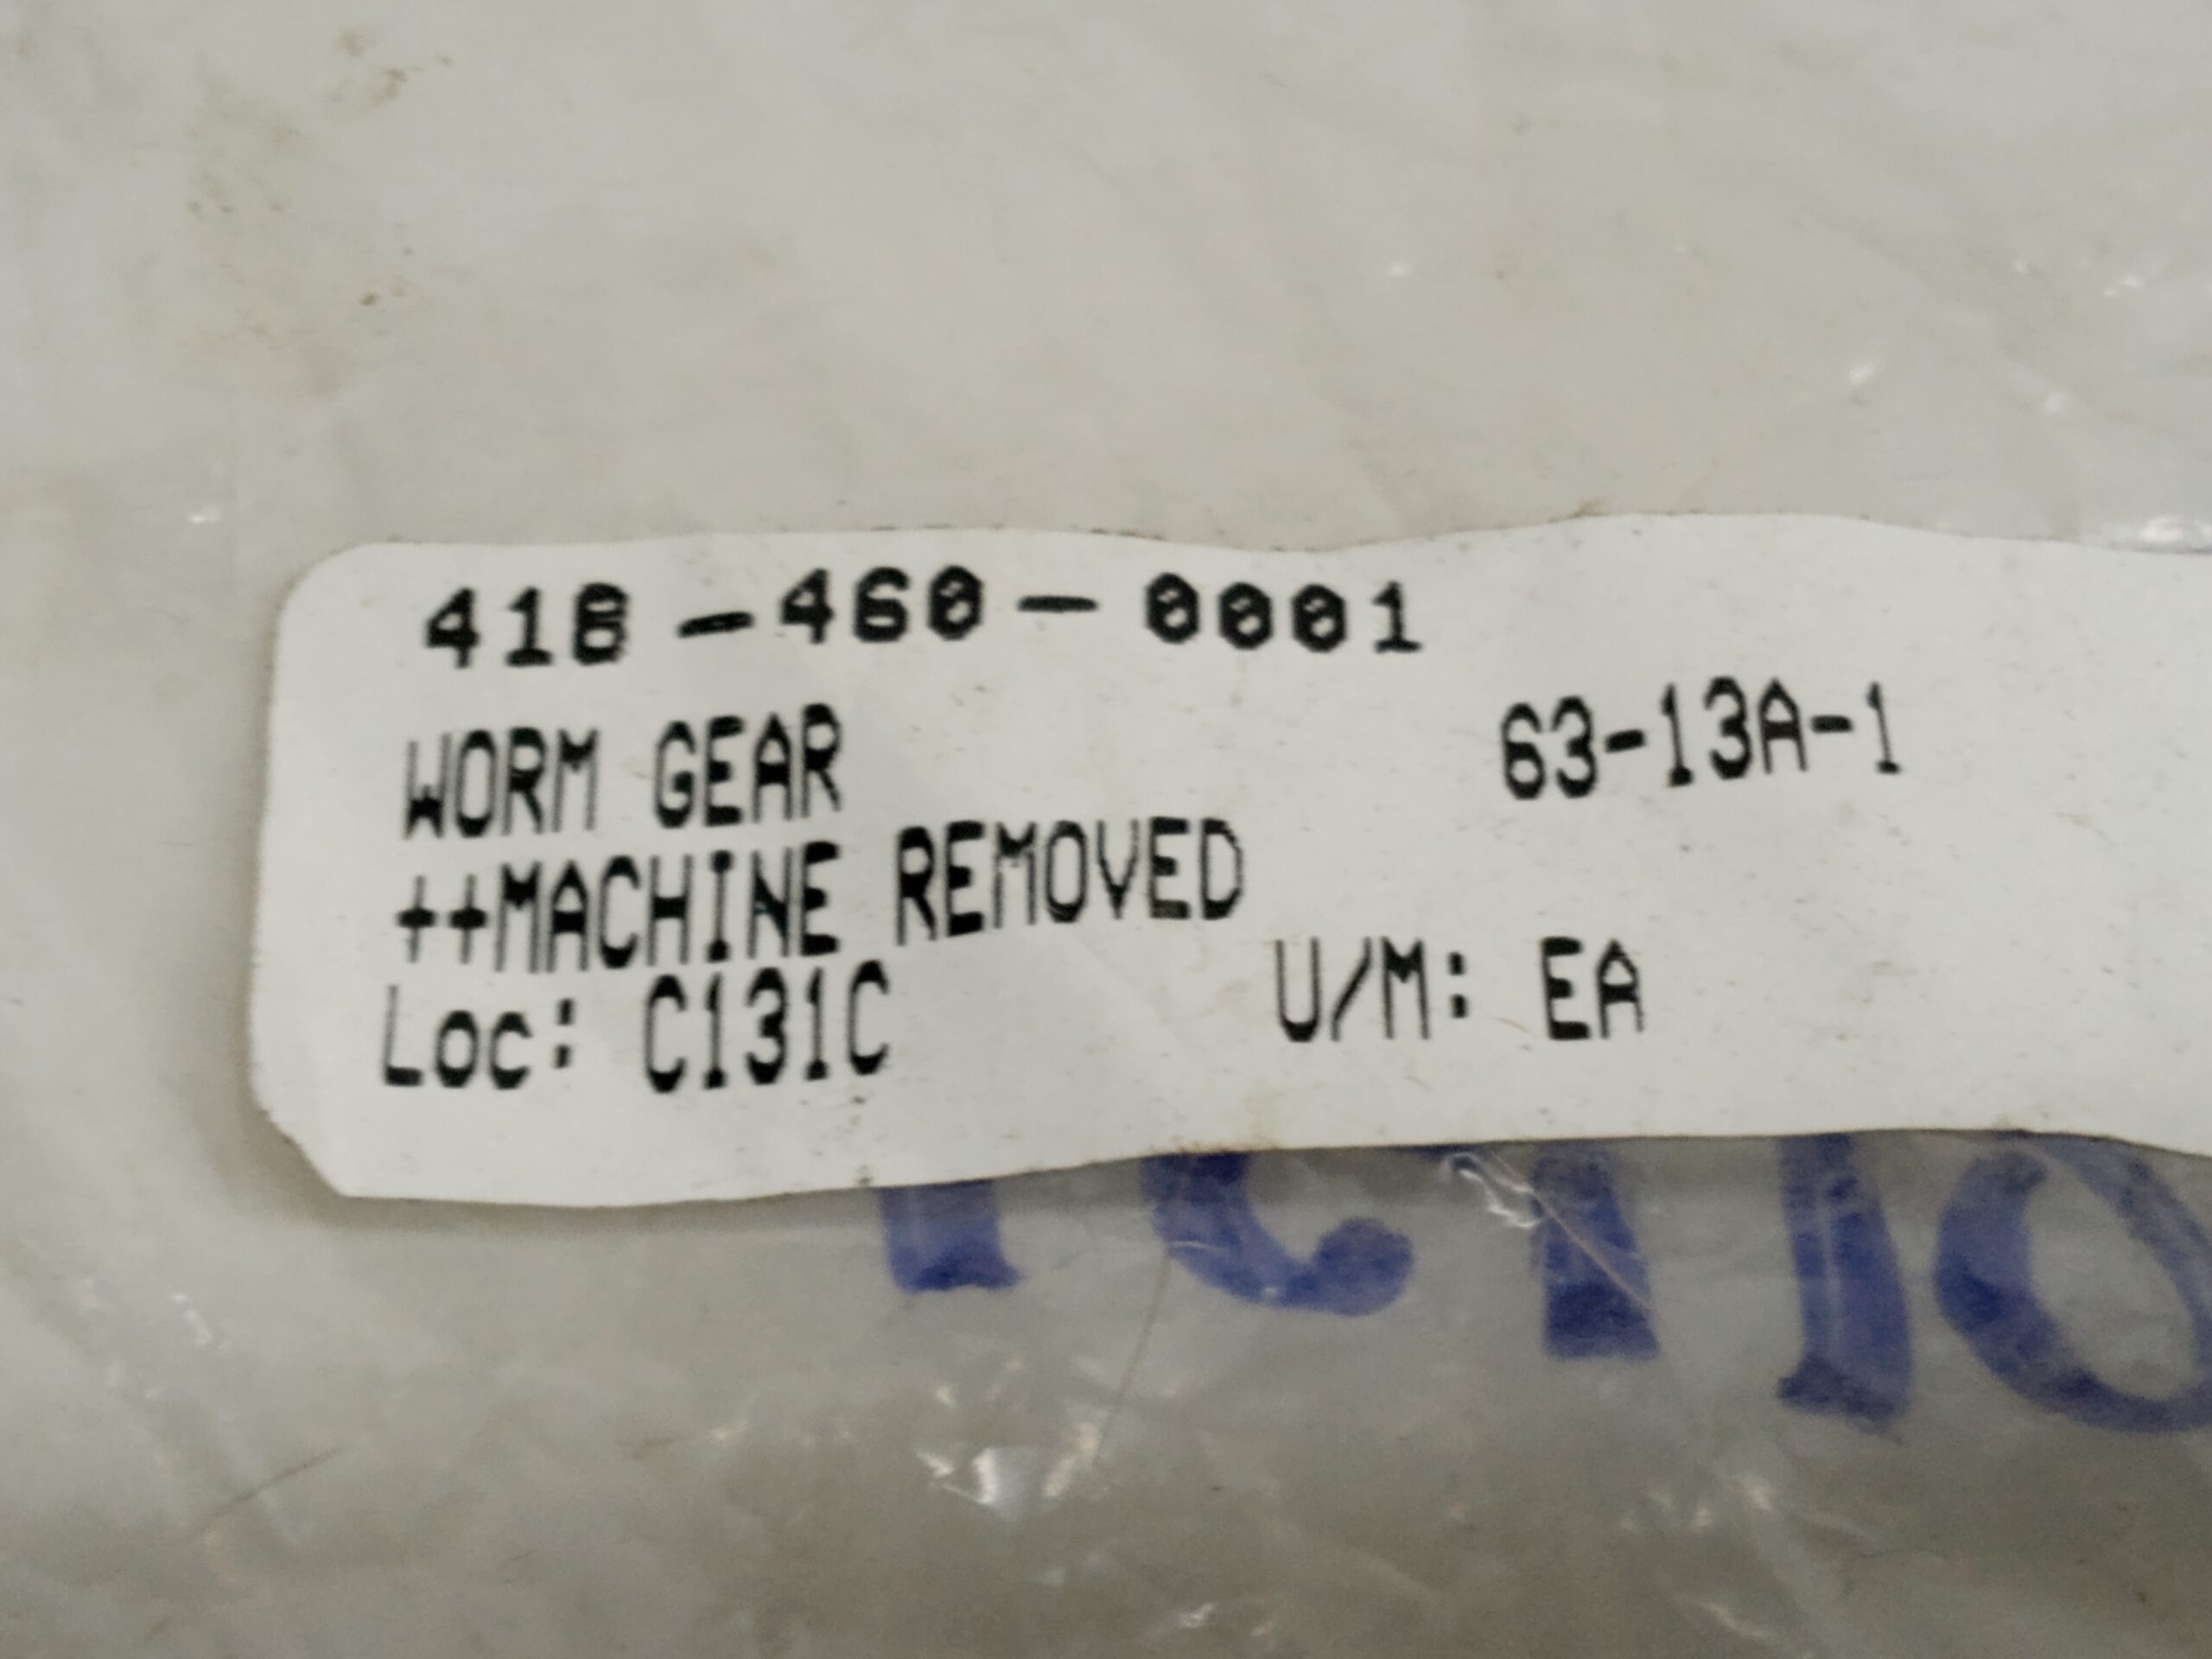 418-460-0001
WORM GEAR 63-13A-1
++MACHINE REMOVED
Loc: C131C U/M: EA